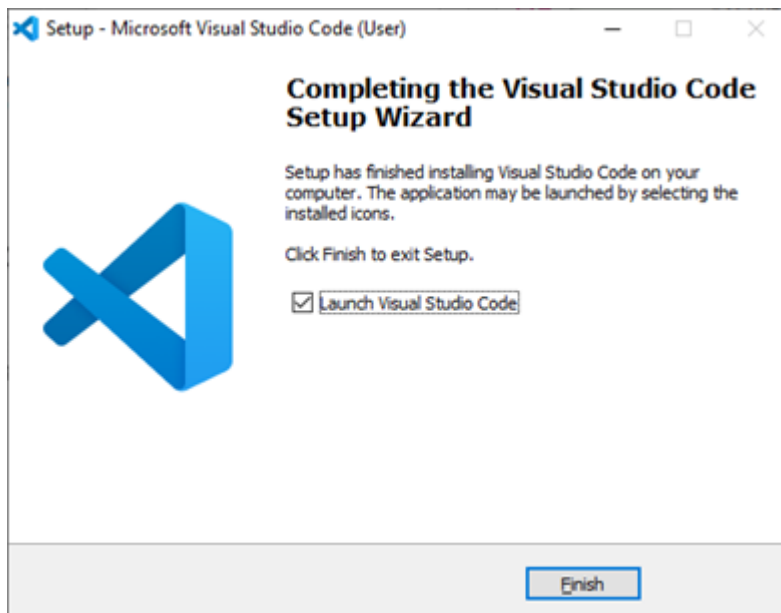 Setup - Microsoft Visual Studio Code (User)
Completing the Visual Studio Code
Setup Wizard
Setup has finished installing Visual Studio Code on your
computer. The application may be launched by selecting the
installed icons.
Click Finish to exit Setup.
Launch Visual Studio Code
Finish